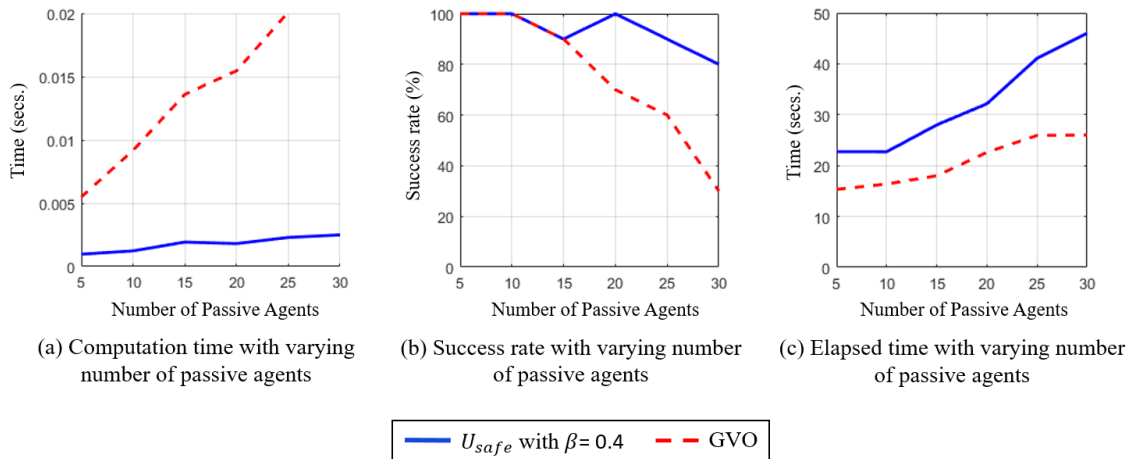 0.02
0.015
0.01
0.005
0
Time (secs.)
5 10 15 20 25 30
Number of Passive Agents
(a) Computation time with varying
number of passive agents
100
80
60
40
20
0
Success rate (%)
5 10 15 20 25 30
Number of Passive Agents
(b) Success rate with varying number
of passive agents
50
40
30
20
10
0
Time (secs.)
5 10 15 20 25 30
Number of Passive Agents
(c) Elapsed time with varying number
of passive agents
U_safe with β= 0.4 GVO